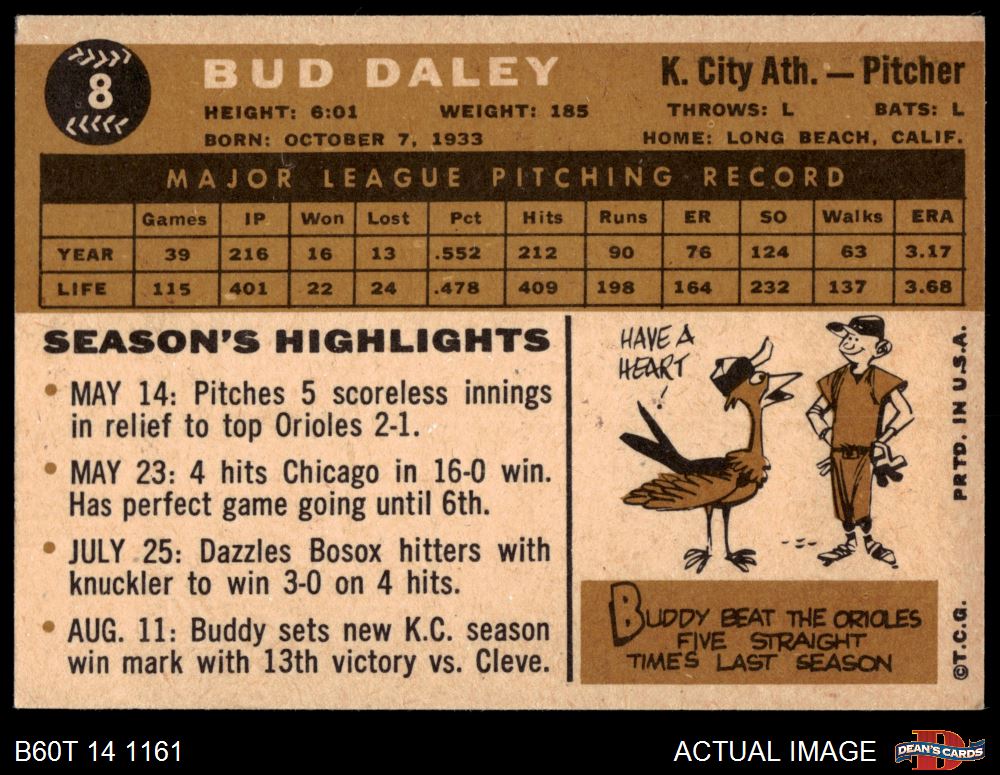 8
BUD DALEY
K. City Ath. — Pitcher
HEIGHT: 6:01 WEIGHT: 185 THROWS: L BATS: L
BORN: OCTOBER 7, 1933 HOME: LONG BEACH, CALIF.
MAJOR LEAGUE PITCHING RECORD
Games IP Won Lost Pct Hits Runs ER SO Walks ERA
YEAR 39 216 16 13 .552 212 90 76 124 63 3.17
LIFE 115 401 22 24 .478 409 198 164 232 137 3.68
SEASON'S HIGHLIGHTS
• MAY 14: Pitches 5 scoreless innings
in relief to top Orioles 2-1.
• MAY 23: 4 hits Chicago in 16-0 win.
Has perfect game going until 6th.
• JULY 25: Dazzles Bosox hitters with
knuckler to win 3-0 on 4 hits.
• AUG. 11: Buddy sets new K.C. season
win mark with 13th victory vs. Cleve.
HAVE A
HEART
!
BUDDY BEAT THE ORIOLES
FIVE STRAIGHT
TIMES LAST SEASON
PRTD. IN U.S.A.
©T.C.G.
B60T 14 1161
ACTUAL IMAGE
D
DEAN'S CARDS